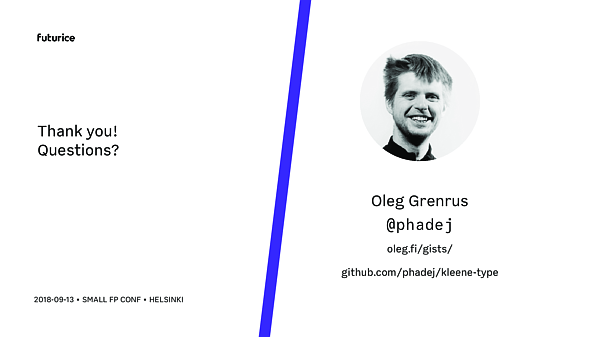 futurice
Thank you!
Questions?
2018-09-13 • SMALL FP CONF • HELSINKI
Oleg Grenrus
@phadej
oleg.fi/gists/
github.com/phadej/kleene-type